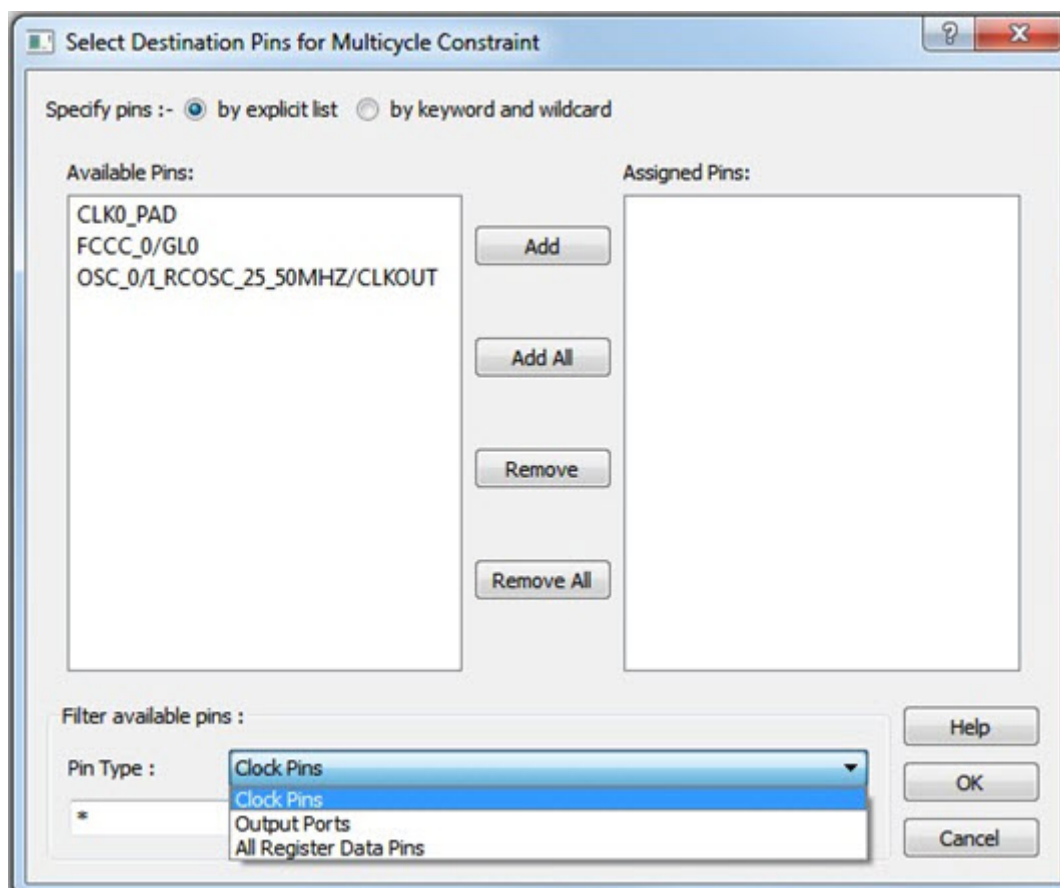 Select Destination Pins for Multicycle Constraint
Specify pins :- by explicit list by keyword and wildcard
Available Pins:
Assigned Pins:
CLK0_PAD
FCCC_0/GL0
OSC_0/I_RCOSC_25_50MHZ/CLKOUT
Add
Add All
Remove
Remove All
Filter available pins :
Pin Type : Clock Pins
Clock Pins
Output Ports
All Register Data Pins
*
Help
OK
Cancel